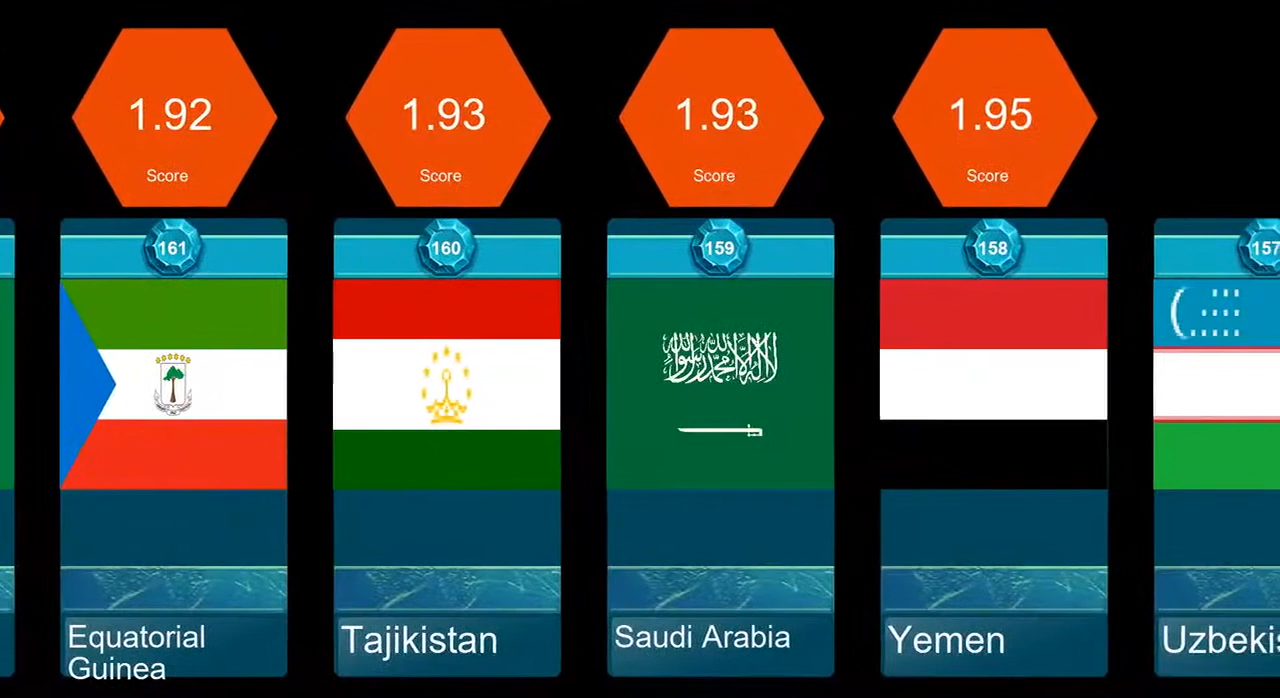 1.92
Score
1.93
Score
1.93
Score
1.95
Score
161
160
159
158
157
لا إله إلا الله محمد رسول الله
Equatorial
Guinea
Tajikistan
Saudi Arabia
Yemen
Uzbekis